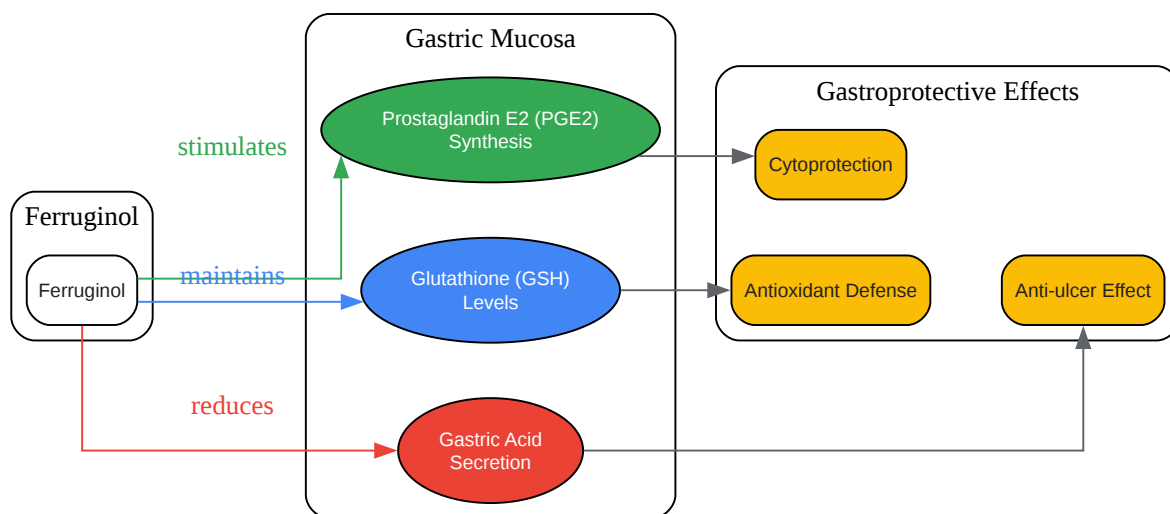 Gastric Mucosa
Gastroprotective Effects
Prostaglandin E2 (PGE2)
Synthesis
stimulates
Cytoprotection
Ferruginol
maintains
Ferruginol
Glutathione (GSH)
Levels
Antioxidant Defense
Anti-ulcer Effect
reduces
Gastric Acid
Secretion